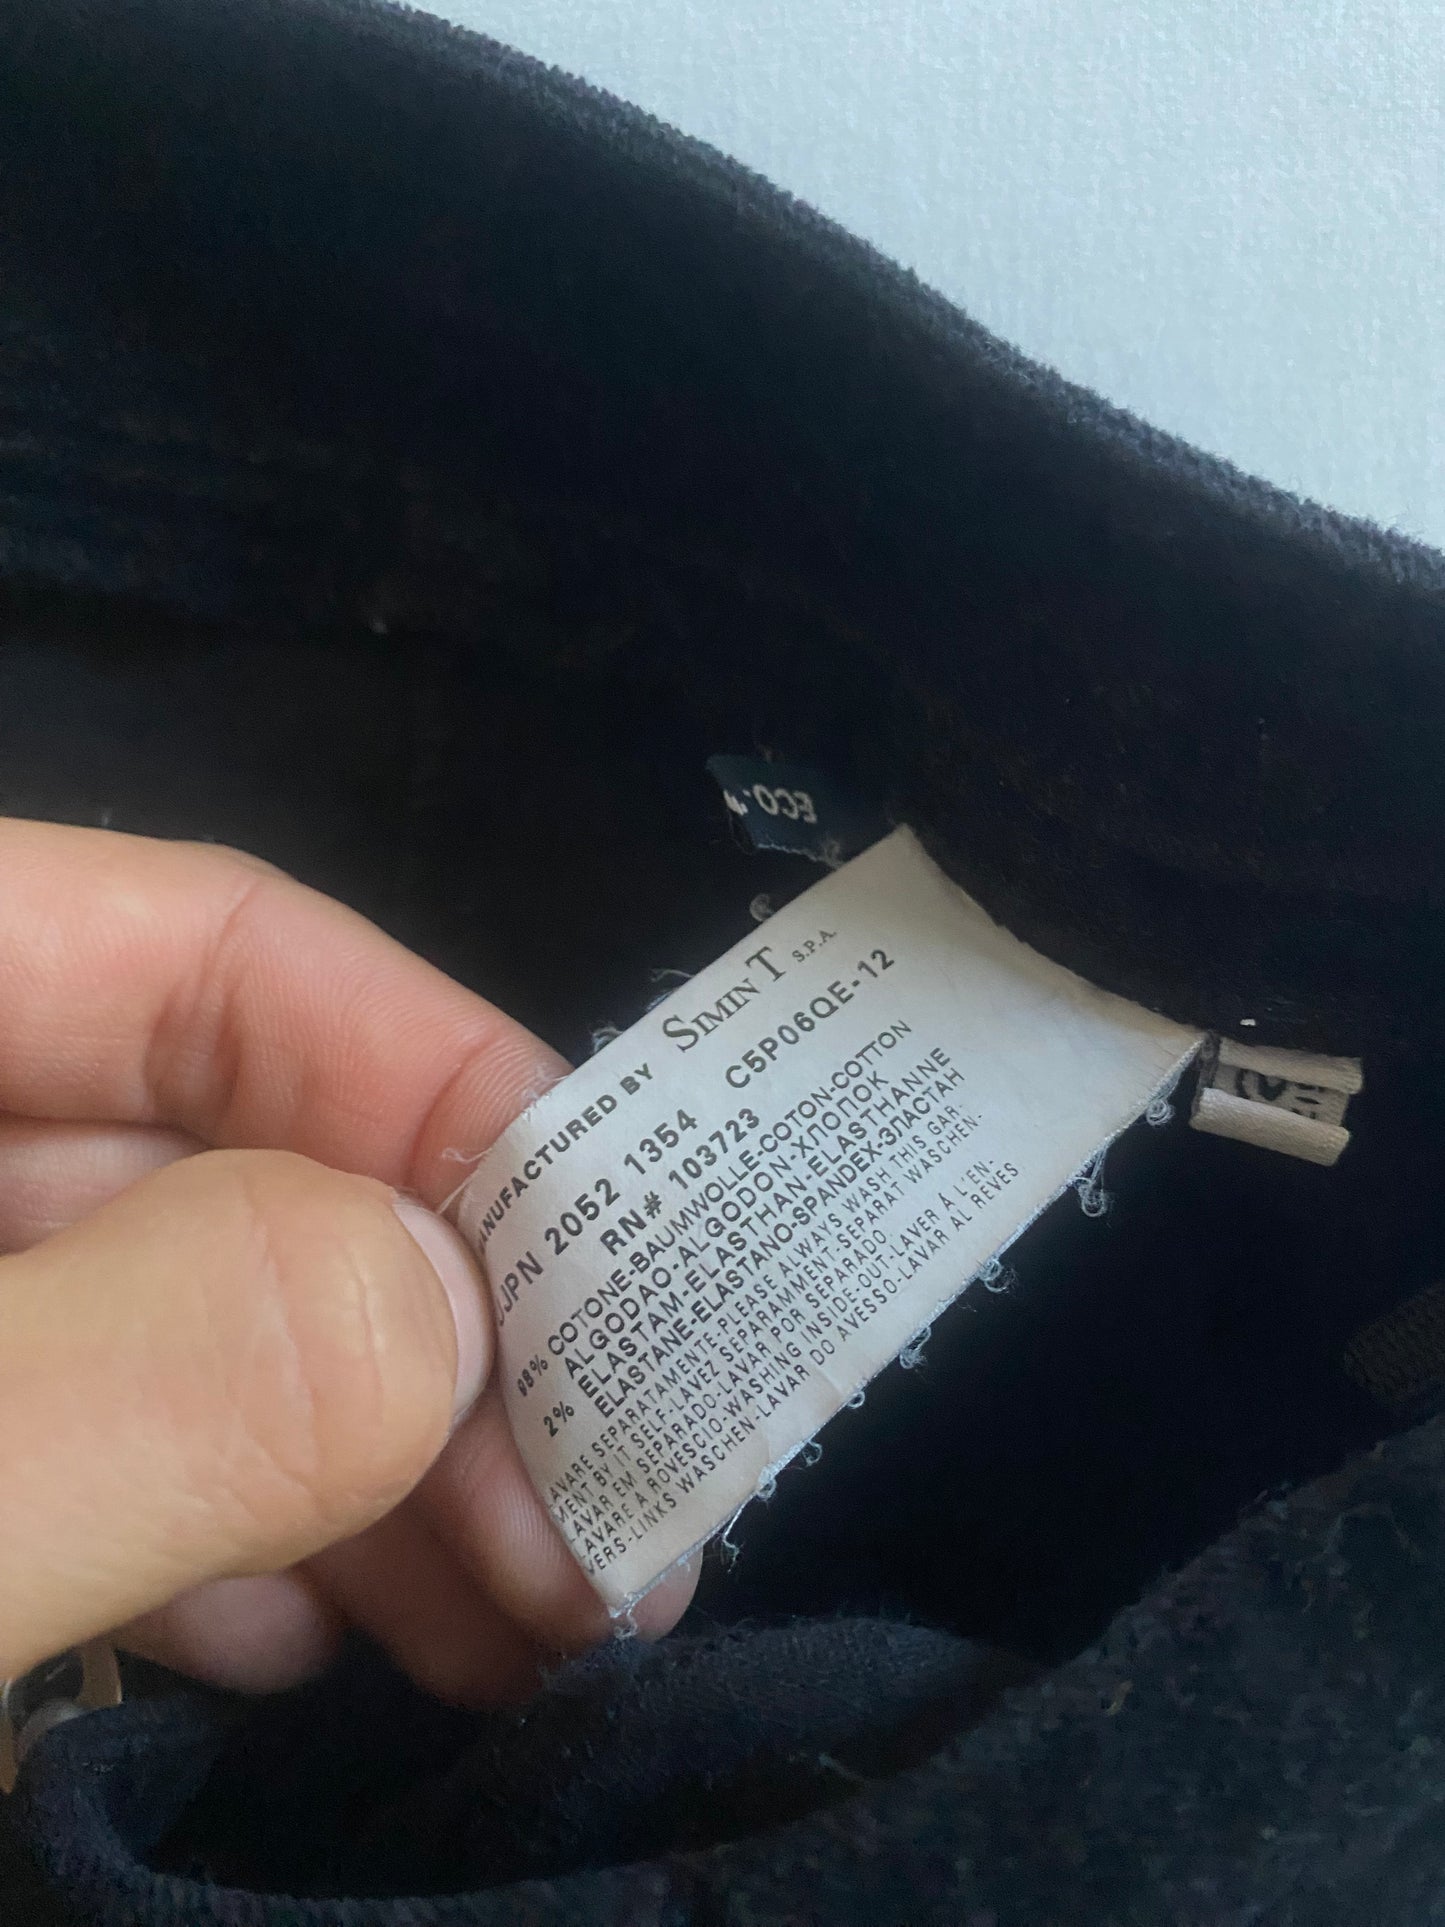 ECO-
MANUFACTURED BY SIMINT S.P.A.
JJPN 2052 1354 C5P06QE-12
RN# 103723
98% COTONE-BAUMWOLLE-COTON-COTTON
ALGODAO-ALGODON-ХЛОПОК
2% ELASTAM-ELASTHAN-ELASTHANNE
ELASTANE-ELASTANO-SPANDEX-ЭЛАСТАН
LAVARE SEPARATAMENTE-PLEASE ALWAYS WASH THIS GAR-
MENT BY IT SELF-LAVEZ SEPARAMMENT-SEPARAT WASCHEN-
LAVAR EM SEPARADO-LAVAR POR SEPARADO
LAVARE A ROVESCIO-WASHING INSIDE-OUT-LAVER À L'EN-
VERS-LINKS WASCHEN-LAVAR DO AVESSO-LAVAR AL REVES